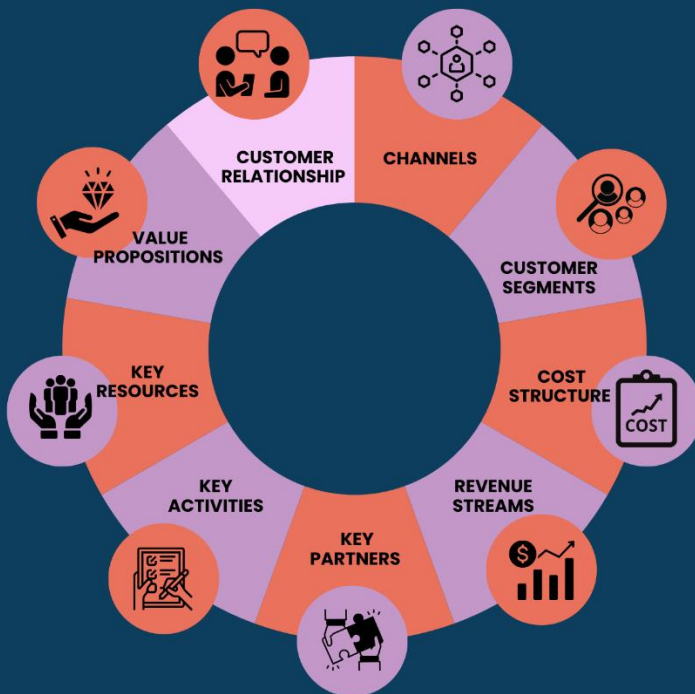 CUSTOMER
RELATIONSHIP
CHANNELS
VALUE
PROPOSITIONS
CUSTOMER
SEGMENTS
KEY
RESOURCES
COST
STRUCTURE
COST
KEY
ACTIVITIES
REVENUE
STREAMS
KEY
PARTNERS
$